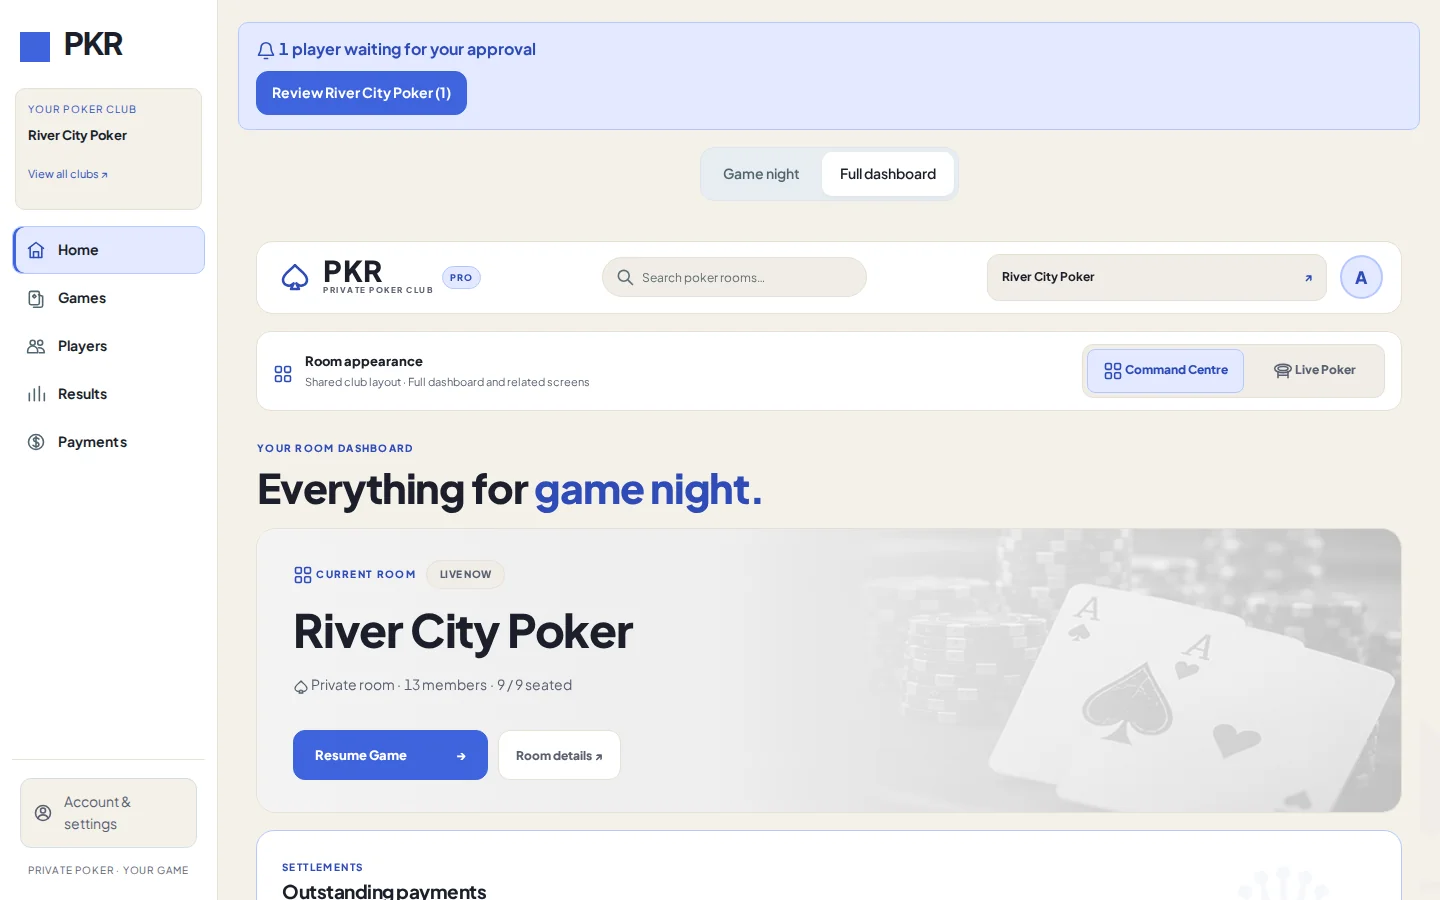 PKR
YOUR POKER CLUB
River City Poker
View all clubs ↗
Home
Games
Players
Results
Payments
Account &
settings
PRIVATE POKER · YOUR GAME
1 player waiting for your approval
Review River City Poker (1)
Game night
Full dashboard
PKR
PRIVATE POKER CLUB
PRO
Search poker rooms...
River City Poker ↗
A
Room appearance
Shared club layout · Full dashboard and related screens
Command Centre
Live Poker
YOUR ROOM DASHBOARD
Everything for game night.
CURRENT ROOM
LIVE NOW
River City Poker
Private room · 13 members · 9 / 9 seated
Resume Game →
Room details ↗
A
A
SETTLEMENTS
Outstanding payments